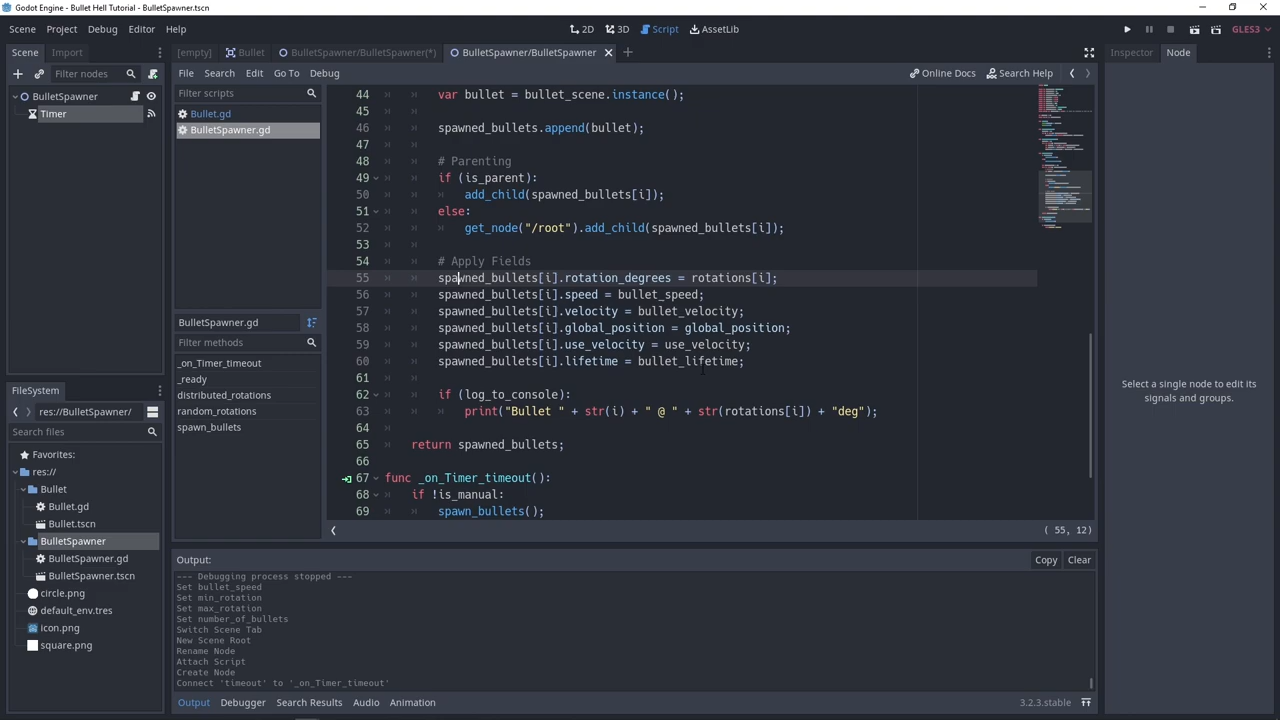 Godot Engine - Bullet Hell Tutorial - BulletSpawner.tscn
Scene Project Debug Editor Help
2D 3D Script AssetLib
GLES3
Scene Import
[empty] Bullet BulletSpawner/BulletSpawner(*) BulletSpawner/BulletSpawner
Inspector Node
Filter nodes
File Search Edit Go To Debug
Online Docs Search Help
BulletSpawner
Timer
Filter scripts
Bullet.gd
BulletSpawner.gd
BulletSpawner.gd
Filter methods
_on_Timer_timeout
_ready
distributed_rotations
random_rotations
spawn_bullets
44 var bullet = bullet_scene.instance();
45
46 spawned_bullets.append(bullet);
47
48 # Parenting
49 if (is_parent):
50 add_child(spawned_bullets[i]);
51 else:
52 get_node("/root").add_child(spawned_bullets[i]);
53
54 # Apply Fields
55 spawned_bullets[i].rotation_degrees = rotations[i];
56 spawned_bullets[i].speed = bullet_speed;
57 spawned_bullets[i].velocity = bullet_velocity;
58 spawned_bullets[i].global_position = global_position;
59 spawned_bullets[i].use_velocity = use_velocity;
60 spawned_bullets[i].lifetime = bullet_lifetime;
61
62 if (log_to_console):
63 print("Bullet " + str(i) + " @ " + str(rotations[i]) + "deg");
64
65 return spawned_bullets;
66
67 func _on_Timer_timeout():
68 if !is_manual:
69 spawn_bullets();
( 55, 12)
Select a single node to edit its
signals and groups.
FileSystem
res://BulletSpawner/
Search files
Favorites:
res://
Bullet
Bullet.gd
Bullet.tscn
BulletSpawner
BulletSpawner.gd
BulletSpawner.tscn
circle.png
default_env.tres
icon.png
square.png
Output:
Copy Clear
--- Debugging process stopped ---
Set bullet_speed
Set min_rotation
Set max_rotation
Set number_of_bullets
Switch Scene Tab
New Scene Root
Rename Node
Attach Script
Create Node
Connect 'timeout' to '_on_Timer_timeout'
Output Debugger Search Results Audio Animation
3.2.3.stable